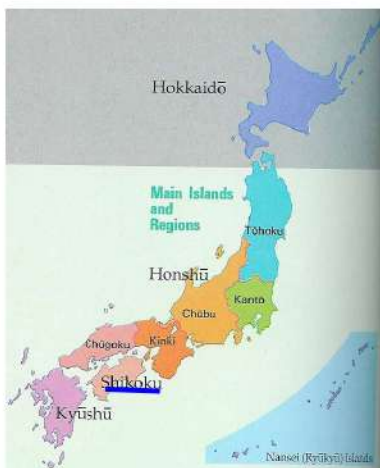 Hokkaidō
Main Islands
and
Regions
Tōhoku
Honshū
Kantō
Chūbu
Chūgoku
Kinki
Shikoku
Kyūshū
Nansei (Ryūkyū) Islands